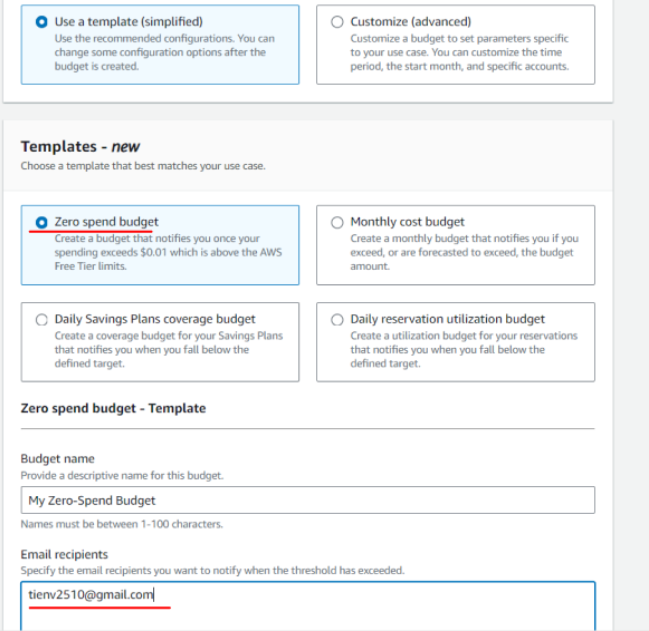 Use a template (simplified)
Use the recommended configurations. You can
change some configuration options after the
budget is created.
Customize (advanced)
Customize a budget to set parameters specific
to your use case. You can customize the time
period, the start month, and specific accounts.
Templates - new
Choose a template that best matches your use case.
Zero spend budget
Create a budget that notifies you once your
spending exceeds $0.01 which is above the AWS
Free Tier limits.
Monthly cost budget
Create a monthly budget that notifies you if you
exceed, or are forecasted to exceed, the budget
amount.
Daily Savings Plans coverage budget
Create a coverage budget for your Savings Plans
that notifies you when you fall below the
defined target.
Daily reservation utilization budget
Create a utilization budget for your reservations
that notifies you when you fall below the
defined target.
Zero spend budget - Template
Budget name
Provide a descriptive name for this budget.
My Zero-Spend Budget
Names must be between 1-100 characters.
Email recipients
Specify the email recipients you want to notify when the threshold has exceeded.
tienv2510@gmail.com